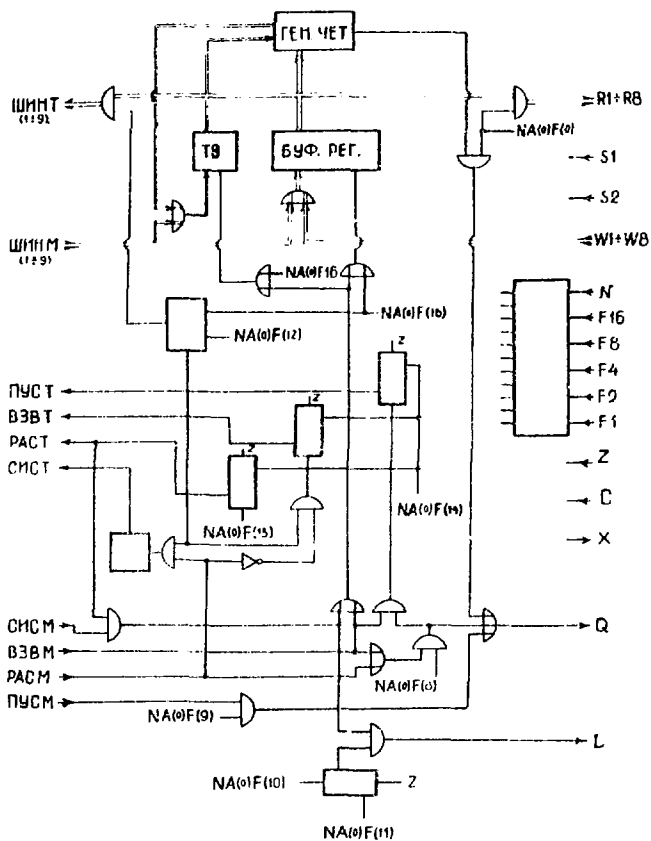 ГЕН. ЧЕТ
ШИНТ
(1÷9)
R1÷R8
NA(0)F(0)
T9
БУФ. РЕГ.
S1
S2
ШИНМ
(1÷9)
W1÷W8
NA(0)F16
NA(0)F(16)
NA(0)F(12)
N
F16
F8
F4
F2
F1
Z
ПУСТ
Z
ВЗВТ
РАСТ
Z
СИСТ
Z
NA(0)F(14)
C
NA(0)F(13)
X
СИСМ
Q
ВЗВМ
РАСМ
NA(0)F(8)
ПУСМ
NA(0)F(9)
L
NA(0)F(10)
Z
NA(0)F(11)